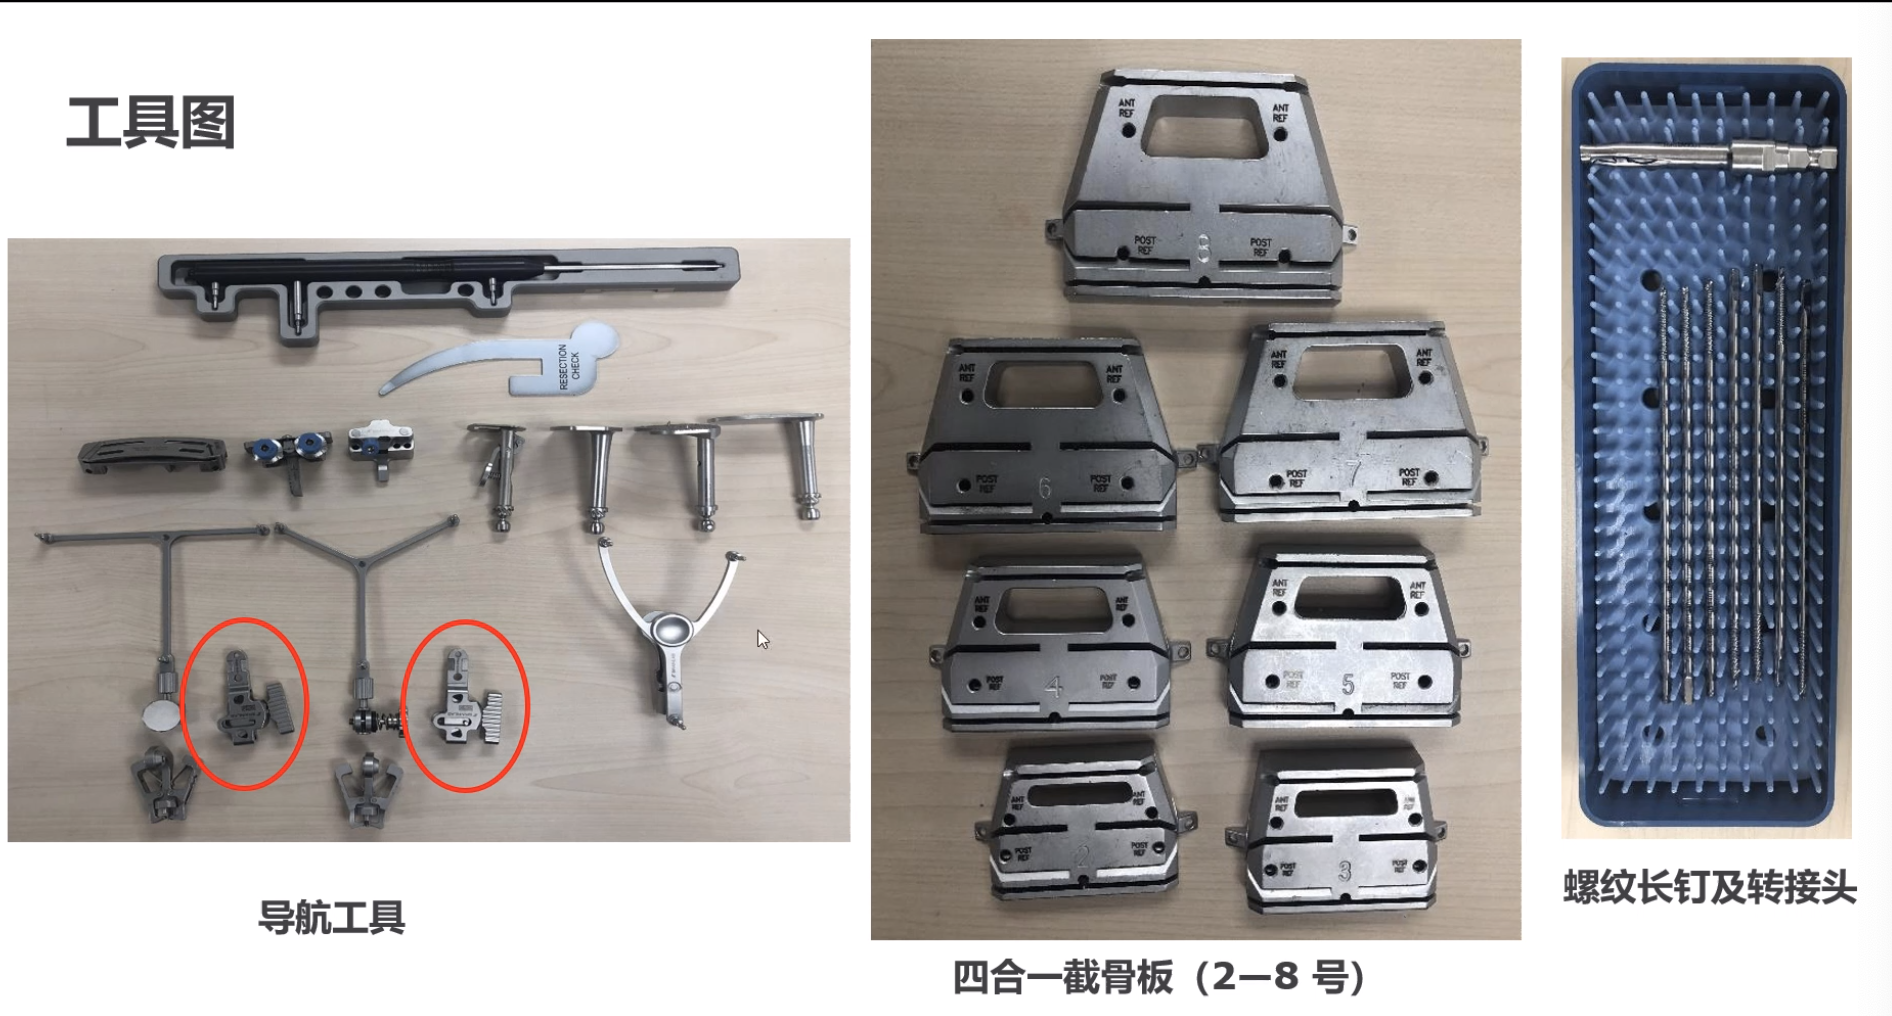 工具图
RESECTION
CHECK
导航工具
ANT
REF
ANT
REF
POST
REF
POST
REF
8
ANT
REF
ANT
REF
POST
REF
POST
REF
6
ANT
REF
ANT
REF
POST
REF
POST
REF
7
ANT
REF
ANT
REF
POST
REF
POST
REF
4
ANT
REF
ANT
REF
POST
REF
POST
REF
5
ANT
REF
ANT
REF
POST
REF
POST
REF
2
ANT
REF
ANT
REF
POST
REF
POST
REF
3
四合一截骨板（2—8 号）
螺纹长钉及转接头